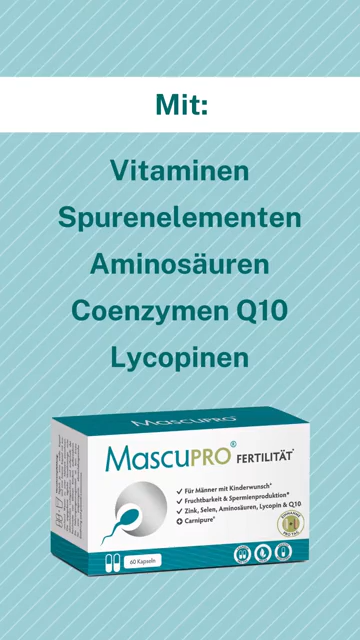 Mit:
Vitaminen
Spurenelementen
Aminosäuren
Coenzymen Q10
Lycopinen
MASCUPRO®
MASCUPRO® FERTILITÄT*
✓ Für Männer mit Kinderwunsch*
✓ Fruchtbarkeit & Spermienproduktion*
✓ Zink, Selen, Aminosäuren, Lycopin & Q10
Carnipure*
60 Kapseln